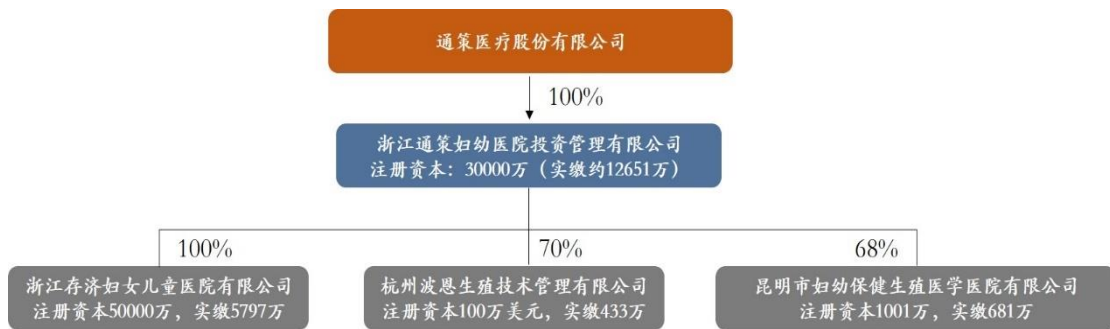 通策医疗股份有限公司
100%
浙江通策妇幼医院投资管理有限公司
注册资本：30000万（实缴约12651万）
100%
70%
68%
浙江存济妇女儿童医院有限公司
注册资本50000万，实缴5797万
杭州波恩生殖技术管理有限公司
注册资本100万美元，实缴433万
昆明市妇幼保健生殖医学医院有限公司
注册资本1001万，实缴681万